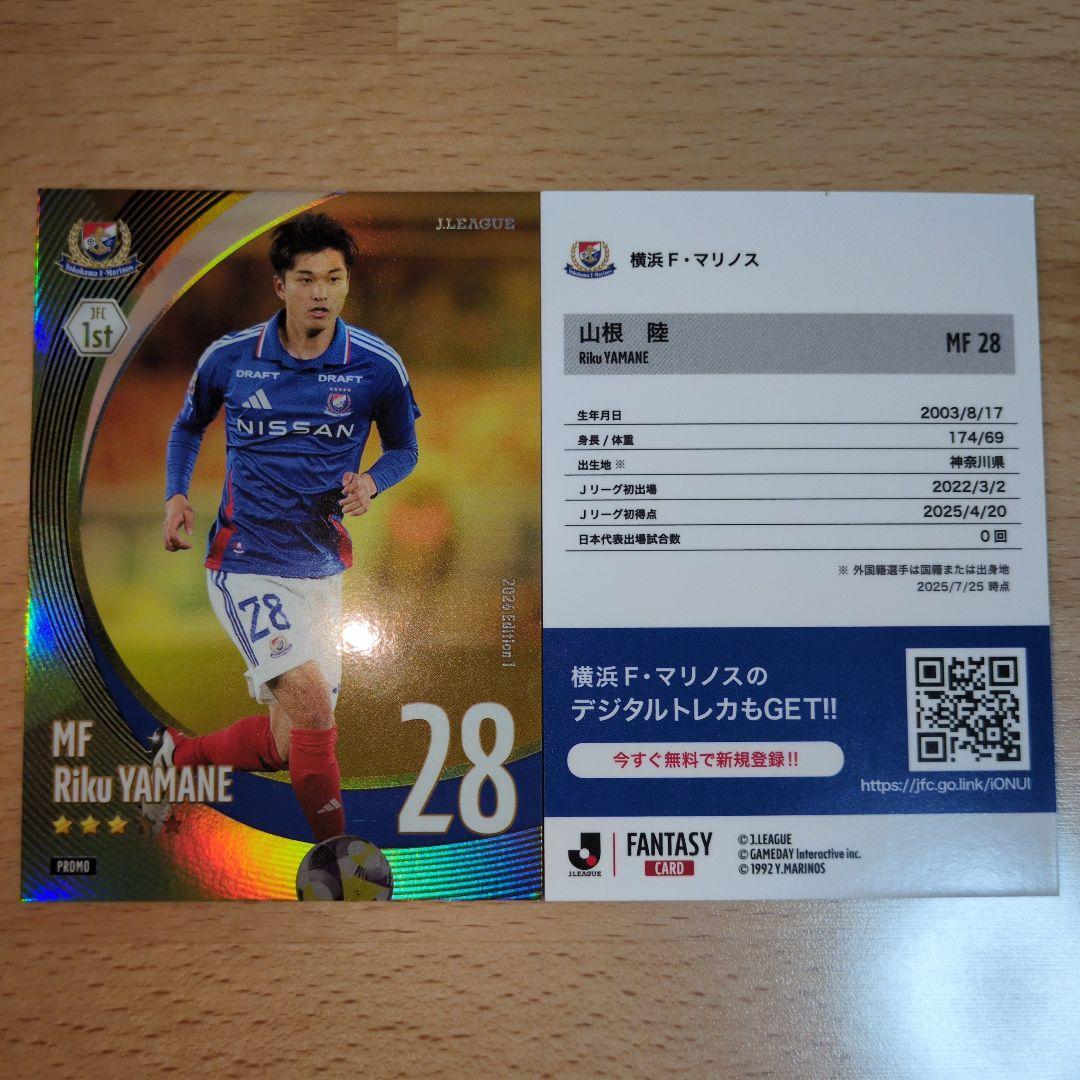 J.LEAGUE
Yokohama F·Marinos
JFC
1st
DRAFT DRAFT
NISSAN
28
2026 Edition 1
MF
Riku YAMANE
28
PROMO
横浜F・マリノス
山根 陸
Riku YAMANE
MF 28
生年月日 2003/8/17
身長/体重 174/69
出生地※ 神奈川県
Jリーグ初出場 2022/3/2
Jリーグ初得点 2025/4/20
日本代表出場試合数 0回
※ 外国籍選手は国籍または出身地
2025/7/25 時点
横浜F・マリノスの
デジタルトレカもGET!!
今すぐ無料で新規登録!!
https://jfc.go.link/iONUI
J.LEAGUE
FANTASY
CARD
© J.LEAGUE
© GAMEDAY Interactive inc.
© 1992 Y.MARINOS